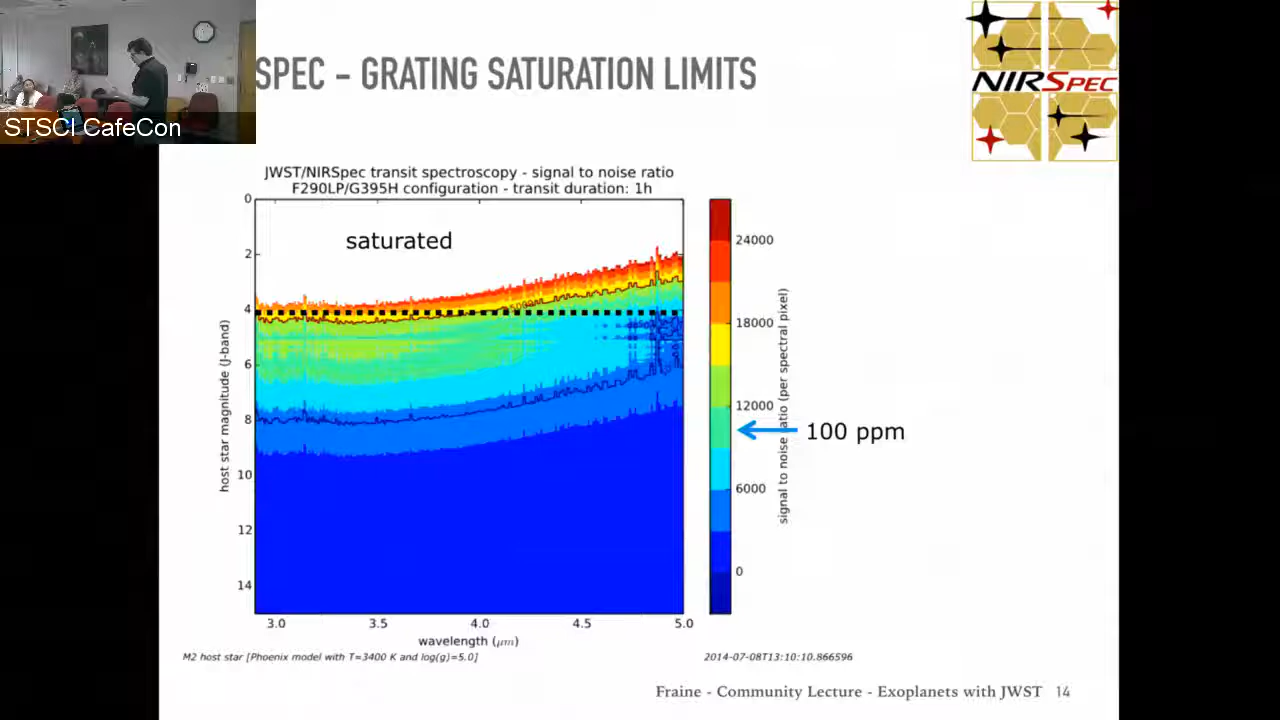 SPEC – GRATING SATURATION LIMITS
NIRSpec
STSCI CafeCon
JWST/NIRSpec transit spectroscopy - signal to noise ratio
F290LP/G395H configuration - transit duration: 1h
saturated
0
2
4
6
8
10
12
14
host star magnitude (J-band)
3.0 3.5 4.0 4.5 5.0
wavelength (μm)
24000
18000
12000
6000
0
signal to noise ratio (per spectral pixel)
100 ppm
M2 host star [Phoenix model with T=3400 K and log(g)=5.0]
2014-07-08T13:10:10.866596
Fraine - Community Lecture - Exoplanets with JWST 14